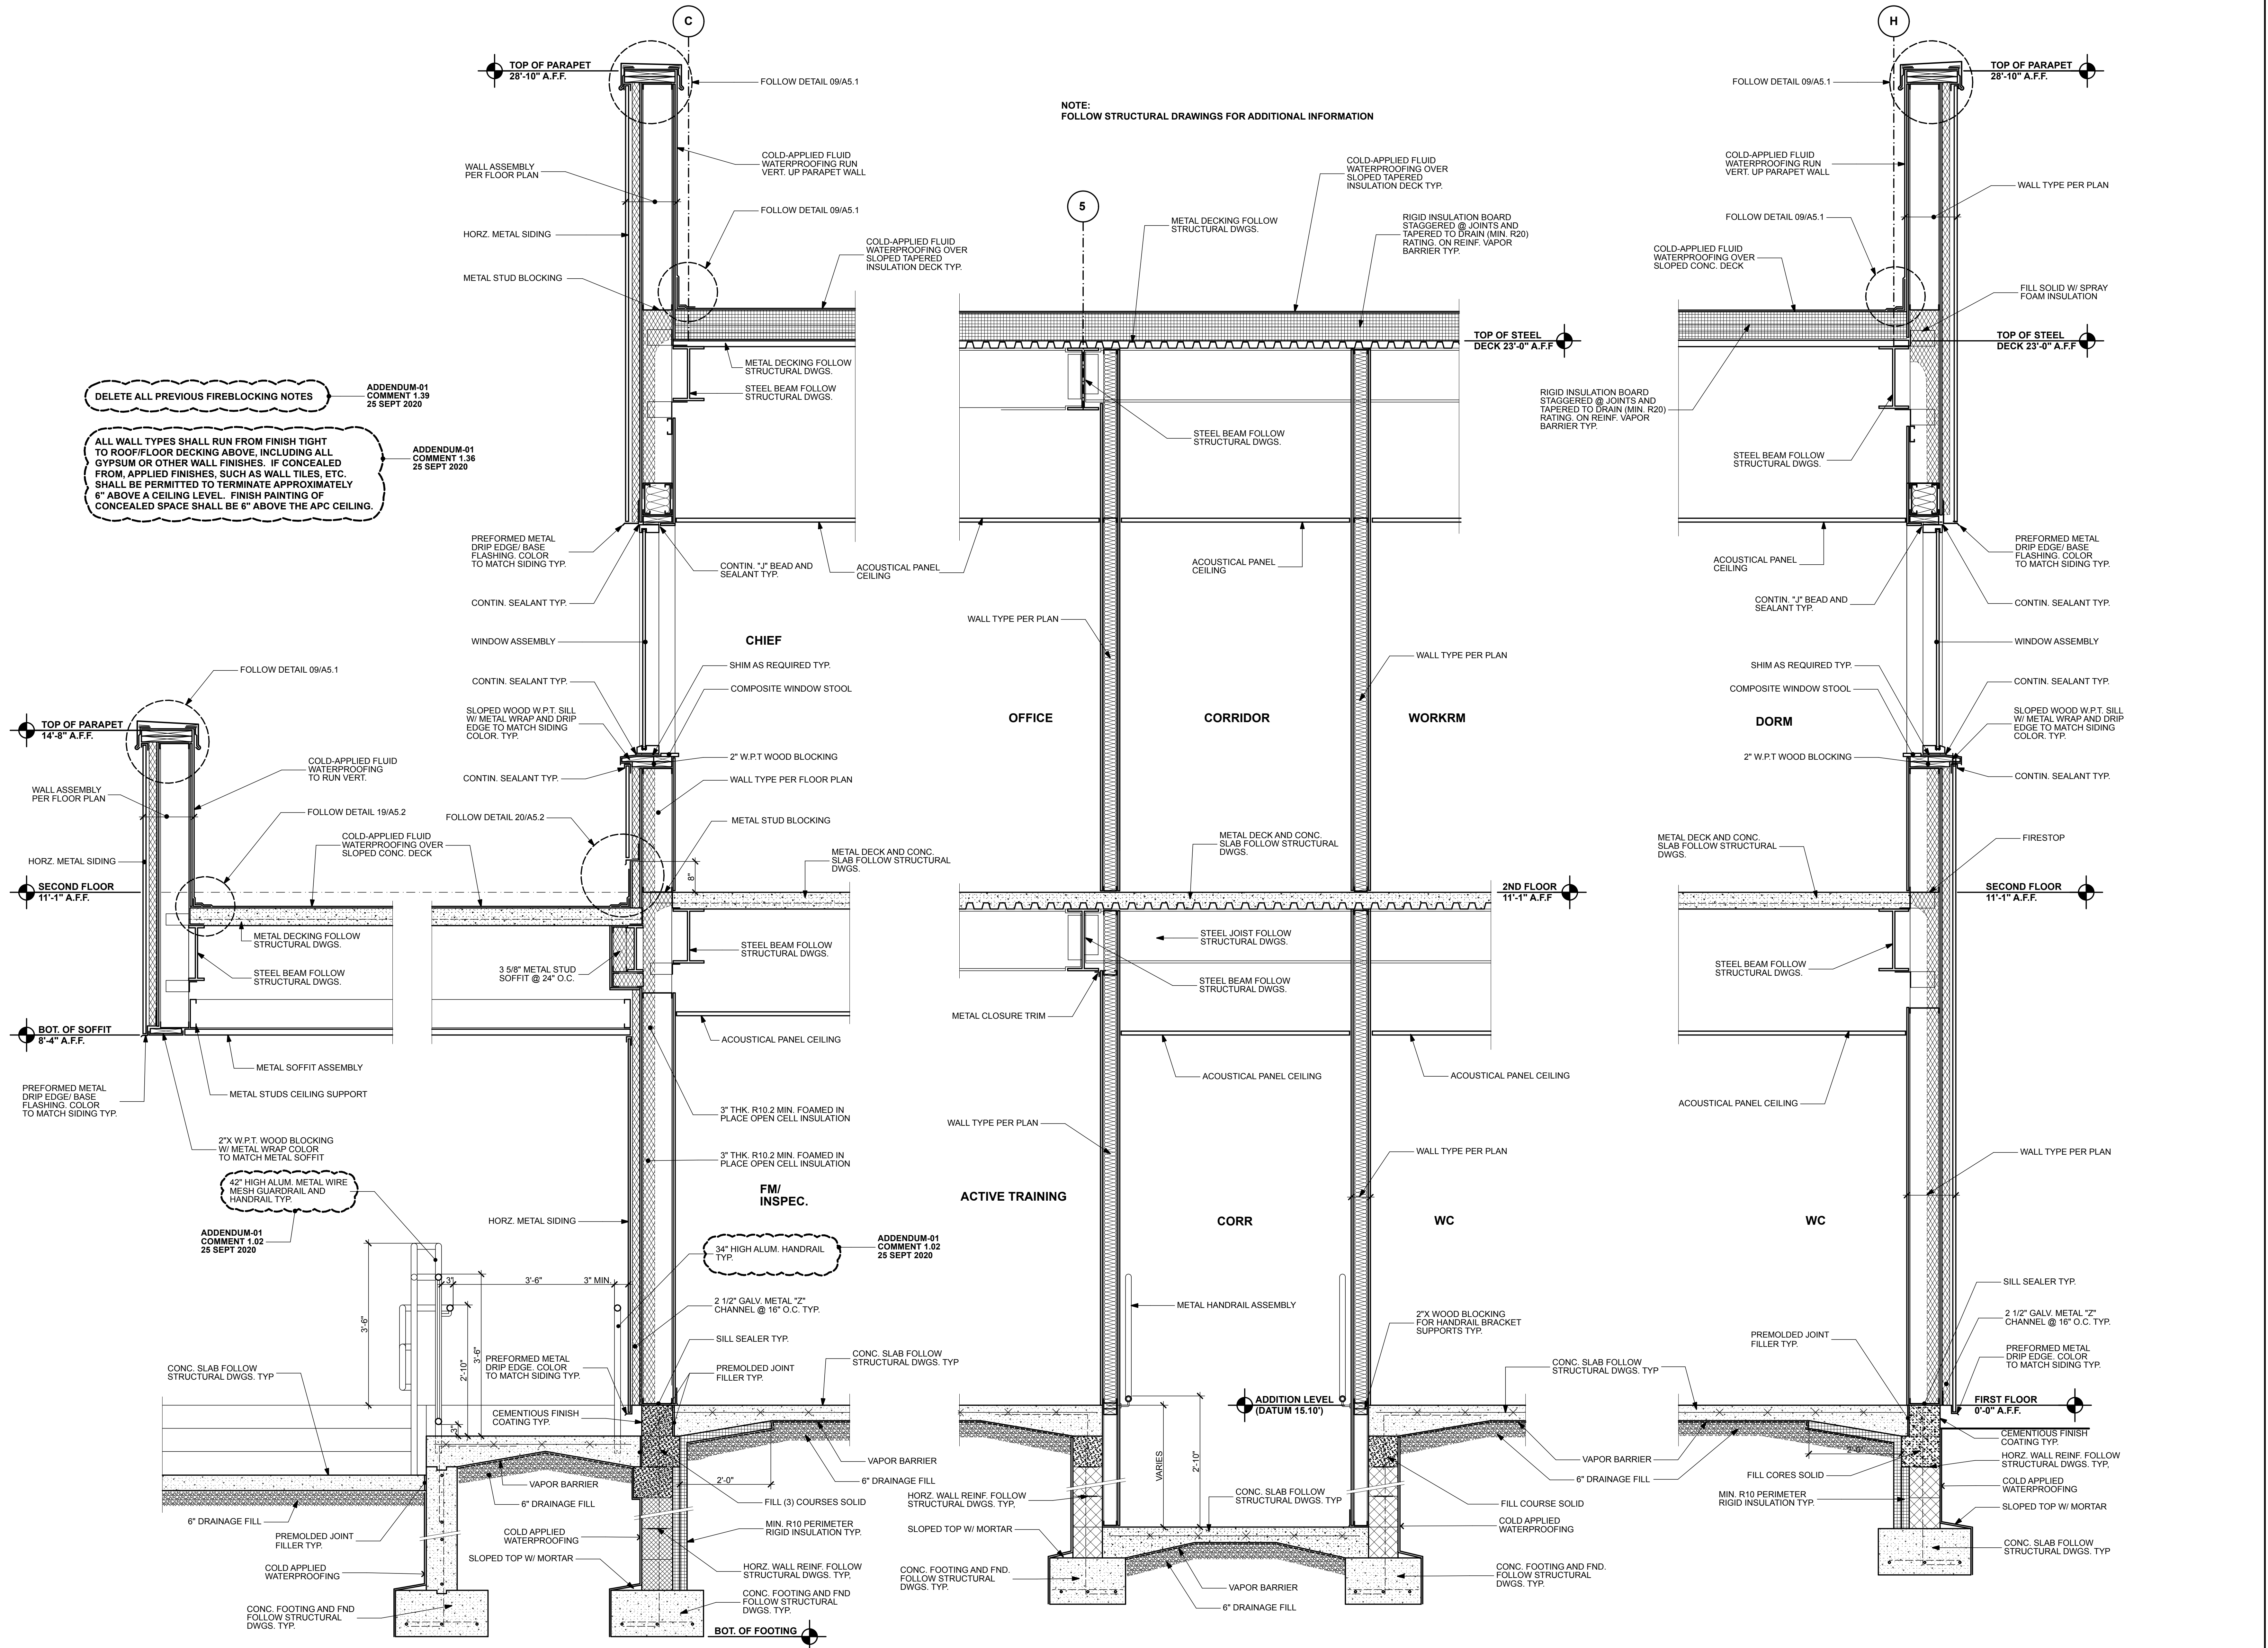 C
H
TOP OF PARAPET
28'-10" A.F.F.
FOLLOW DETAIL 09/A5.1
NOTE:
FOLLOW STRUCTURAL DRAWINGS FOR ADDITIONAL INFORMATION
FOLLOW DETAIL 09/A5.1
TOP OF PARAPET
28'-10" A.F.F.
WALL ASSEMBLY
PER FLOOR PLAN
COLD-APPLIED FLUID
WATERPROOFING RUN
VERT. UP PARAPET WALL
COLD-APPLIED FLUID
WATERPROOFING OVER
SLOPED TAPERED
INSULATION DECK TYP.
COLD-APPLIED FLUID
WATERPROOFING RUN
VERT. UP PARAPET WALL
WALL TYPE PER PLAN
FOLLOW DETAIL 09/A5.1
5
METAL DECKING FOLLOW
STRUCTURAL DWGS.
RIGID INSULATION BOARD
STAGGERED @ JOINTS AND
TAPERED TO DRAIN (MIN. R20)
RATING. ON REINF. VAPOR
BARRIER TYP.
FOLLOW DETAIL 09/A5.1
HORZ. METAL SIDING
COLD-APPLIED FLUID
WATERPROOFING OVER
SLOPED TAPERED
INSULATION DECK TYP.
COLD-APPLIED FLUID
WATERPROOFING OVER
SLOPED CONC. DECK
METAL STUD BLOCKING
FILL SOLID W/ SPRAY
FOAM INSULATION
TOP OF STEEL
DECK 23'-0" A.F.F
TOP OF STEEL
DECK 23'-0" A.F.F
METAL DECKING FOLLOW
STRUCTURAL DWGS.
STEEL BEAM FOLLOW
STRUCTURAL DWGS.
DELETE ALL PREVIOUS FIREBLOCKING NOTES
ADDENDUM-01
COMMENT 1.39
25 SEPT 2020
RIGID INSULATION BOARD
STAGGERED @ JOINTS AND
TAPERED TO DRAIN (MIN. R20)
RATING. ON REINF. VAPOR
BARRIER TYP.
STEEL BEAM FOLLOW
STRUCTURAL DWGS.
STEEL BEAM FOLLOW
STRUCTURAL DWGS.
ALL WALL TYPES SHALL RUN FROM FINISH TIGHT
TO ROOF/FLOOR DECKING ABOVE, INCLUDING ALL
GYPSUM OR OTHER WALL FINISHES. IF CONCEALED
FROM, APPLIED FINISHES, SUCH AS WALL TILES, ETC.
SHALL BE PERMITTED TO TERMINATE APPROXIMATELY
6" ABOVE A CEILING LEVEL. FINISH PAINTING OF
CONCEALED SPACE SHALL BE 6" ABOVE THE APC CEILING.
ADDENDUM-01
COMMENT 1.36
25 SEPT 2020
PREFORMED METAL
DRIP EDGE/ BASE
FLASHING. COLOR
TO MATCH SIDING TYP.
CONTIN. "J" BEAD AND
SEALANT TYP.
ACOUSTICAL PANEL
CEILING
ACOUSTICAL PANEL
CEILING
ACOUSTICAL PANEL
CEILING
PREFORMED METAL
DRIP EDGE/ BASE
FLASHING. COLOR
TO MATCH SIDING TYP.
CONTIN. SEALANT TYP.
CONTIN. "J" BEAD AND
SEALANT TYP.
CONTIN. SEALANT TYP.
WINDOW ASSEMBLY
CHIEF
WALL TYPE PER PLAN
WALL TYPE PER PLAN
WINDOW ASSEMBLY
FOLLOW DETAIL 09/A5.1
SHIM AS REQUIRED TYP.
SHIM AS REQUIRED TYP.
CONTIN. SEALANT TYP.
COMPOSITE WINDOW STOOL
COMPOSITE WINDOW STOOL
CONTIN. SEALANT TYP.
SLOPED WOOD W.P.T. SILL
W/ METAL WRAP AND DRIP
EDGE TO MATCH SIDING
COLOR. TYP.
OFFICE
CORRIDOR
WORKRM
DORM
SLOPED WOOD W.P.T. SILL
W/ METAL WRAP AND DRIP
EDGE TO MATCH SIDING
COLOR. TYP.
TOP OF PARAPET
14'-8" A.F.F.
2" W.P.T WOOD BLOCKING
2" W.P.T WOOD BLOCKING
COLD-APPLIED FLUID
WATERPROOFING
TO RUN VERT.
CONTIN. SEALANT TYP.
WALL TYPE PER FLOOR PLAN
CONTIN. SEALANT TYP.
WALL ASSEMBLY
PER FLOOR PLAN
FOLLOW DETAIL 19/A5.2
FOLLOW DETAIL 20/A5.2
METAL STUD BLOCKING
COLD-APPLIED FLUID
WATERPROOFING OVER
SLOPED CONC. DECK
METAL DECK AND CONC.
SLAB FOLLOW STRUCTURAL
DWGS.
METAL DECK AND CONC.
SLAB FOLLOW STRUCTURAL
DWGS.
METAL DECK AND CONC.
SLAB FOLLOW STRUCTURAL
DWGS.
FIRESTOP
HORZ. METAL SIDING
8"
SECOND FLOOR
11'-1" A.F.F.
2ND FLOOR
11'-1" A.F.F
SECOND FLOOR
11'-1" A.F.F.
METAL DECKING FOLLOW
STRUCTURAL DWGS.
STEEL BEAM FOLLOW
STRUCTURAL DWGS.
3 5/8" METAL STUD
SOFFIT @ 24" O.C.
STEEL BEAM FOLLOW
STRUCTURAL DWGS.
STEEL JOIST FOLLOW
STRUCTURAL DWGS.
STEEL BEAM FOLLOW
STRUCTURAL DWGS.
STEEL BEAM FOLLOW
STRUCTURAL DWGS.
METAL CLOSURE TRIM
BOT. OF SOFFIT
8'-4" A.F.F.
ACOUSTICAL PANEL CEILING
METAL SOFFIT ASSEMBLY
ACOUSTICAL PANEL CEILING
ACOUSTICAL PANEL CEILING
ACOUSTICAL PANEL CEILING
PREFORMED METAL
DRIP EDGE/ BASE
FLASHING. COLOR
TO MATCH SIDING TYP.
METAL STUDS CEILING SUPPORT
3" THK. R10.2 MIN. FOAMED IN
PLACE OPEN CELL INSULATION
WALL TYPE PER PLAN
2"X W.P.T. WOOD BLOCKING
W/ METAL WRAP COLOR
TO MATCH METAL SOFFIT
3" THK. R10.2 MIN. FOAMED IN
PLACE OPEN CELL INSULATION
WALL TYPE PER PLAN
WALL TYPE PER PLAN
42" HIGH ALUM. METAL WIRE
MESH GUARDRAIL AND
HANDRAIL TYP.
FM/
INSPEC.
ACTIVE TRAINING
CORR
WC
WC
HORZ. METAL SIDING
ADDENDUM-01
COMMENT 1.02
25 SEPT 2020
34" HIGH ALUM. HANDRAIL
TYP.
ADDENDUM-01
COMMENT 1.02
25 SEPT 2020
3"
3'-6"
3" MIN.
3'-6"
2'-10"
3'-6"
3"
2 1/2" GALV. METAL "Z"
CHANNEL @ 16" O.C. TYP.
METAL HANDRAIL ASSEMBLY
2"X WOOD BLOCKING
FOR HANDRAIL BRACKET
SUPPORTS TYP.
SILL SEALER TYP.
2 1/2" GALV. METAL "Z"
CHANNEL @ 16" O.C. TYP.
SILL SEALER TYP.
PREMOLDED JOINT
FILLER TYP.
PREFORMED METAL
DRIP EDGE. COLOR
TO MATCH SIDING TYP.
CONC. SLAB FOLLOW
STRUCTURAL DWGS. TYP
PREFORMED METAL
DRIP EDGE. COLOR
TO MATCH SIDING TYP.
PREMOLDED JOINT
FILLER TYP.
CONC. SLAB FOLLOW
STRUCTURAL DWGS. TYP
CONC. SLAB FOLLOW
STRUCTURAL DWGS. TYP
CEMENTIOUS FINISH
COATING TYP.
ADDITION LEVEL
(DATUM 15.10')
FIRST FLOOR
0'-0" A.F.F.
VARIES
2'-10"
CEMENTIOUS FINISH
COATING TYP.
2'-0"
2'-0"
VAPOR BARRIER
VAPOR BARRIER
HORZ. WALL REINF. FOLLOW
STRUCTURAL DWGS. TYP,
VAPOR BARRIER
6" DRAINAGE FILL
6" DRAINAGE FILL
FILL CORES SOLID
COLD APPLIED
WATERPROOFING
6" DRAINAGE FILL
FILL (3) COURSES SOLID
HORZ. WALL REINF. FOLLOW
STRUCTURAL DWGS. TYP,
CONC. SLAB FOLLOW
STRUCTURAL DWGS. TYP
FILL COURSE SOLID
MIN. R10 PERIMETER
RIGID INSULATION TYP.
SLOPED TOP W/ MORTAR
6" DRAINAGE FILL
PREMOLDED JOINT
FILLER TYP.
COLD APPLIED
WATERPROOFING
MIN. R10 PERIMETER
RIGID INSULATION TYP.
SLOPED TOP W/ MORTAR
COLD APPLIED
WATERPROOFING
CONC. SLAB FOLLOW
STRUCTURAL DWGS. TYP
COLD APPLIED
WATERPROOFING
SLOPED TOP W/ MORTAR
HORZ. WALL REINF. FOLLOW
STRUCTURAL DWGS. TYP,
CONC. FOOTING AND FND.
FOLLOW STRUCTURAL
DWGS. TYP.
CONC. FOOTING AND FND.
FOLLOW STRUCTURAL
DWGS. TYP.
VAPOR BARRIER
6" DRAINAGE FILL
CONC. FOOTING AND FND
FOLLOW STRUCTURAL
DWGS. TYP.
CONC. FOOTING AND FND
FOLLOW STRUCTURAL
DWGS. TYP.
BOT. OF FOOTING